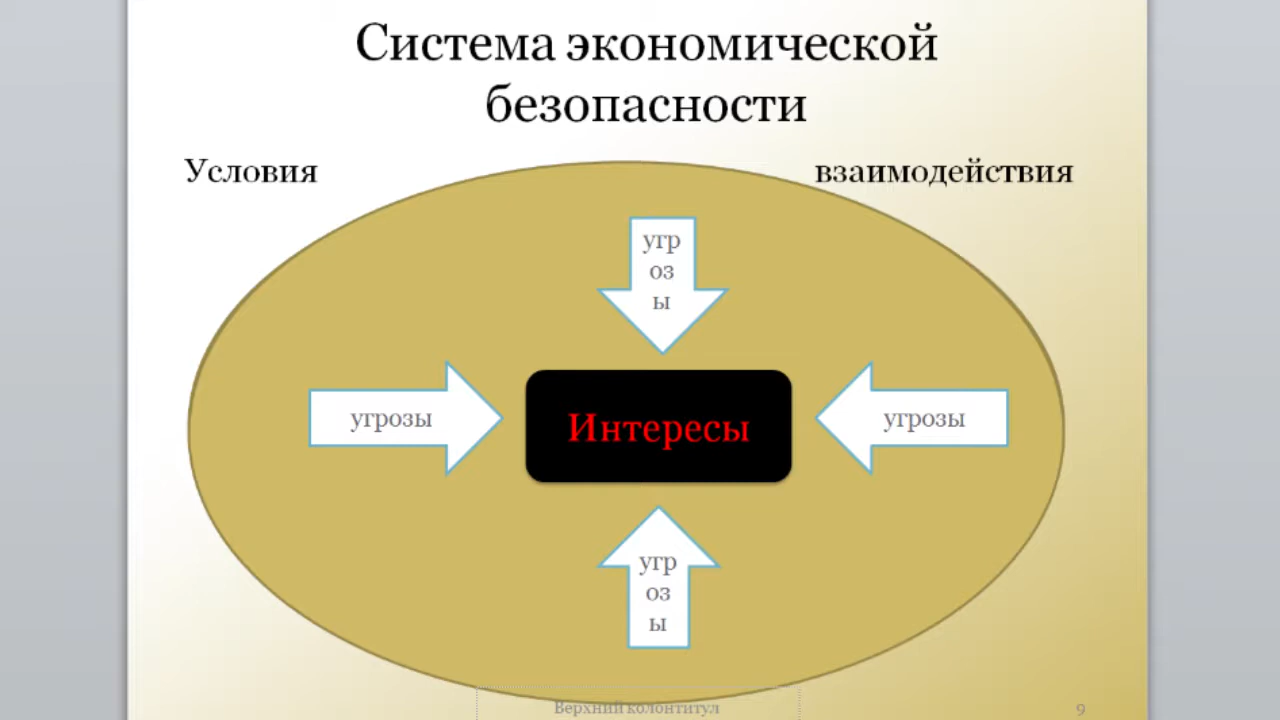 Система экономической
безопасности
Условия
взаимодействия
угр
оз
ы
угрозы
Интересы
угрозы
угр
оз
ы
Верхний колонтитул
9